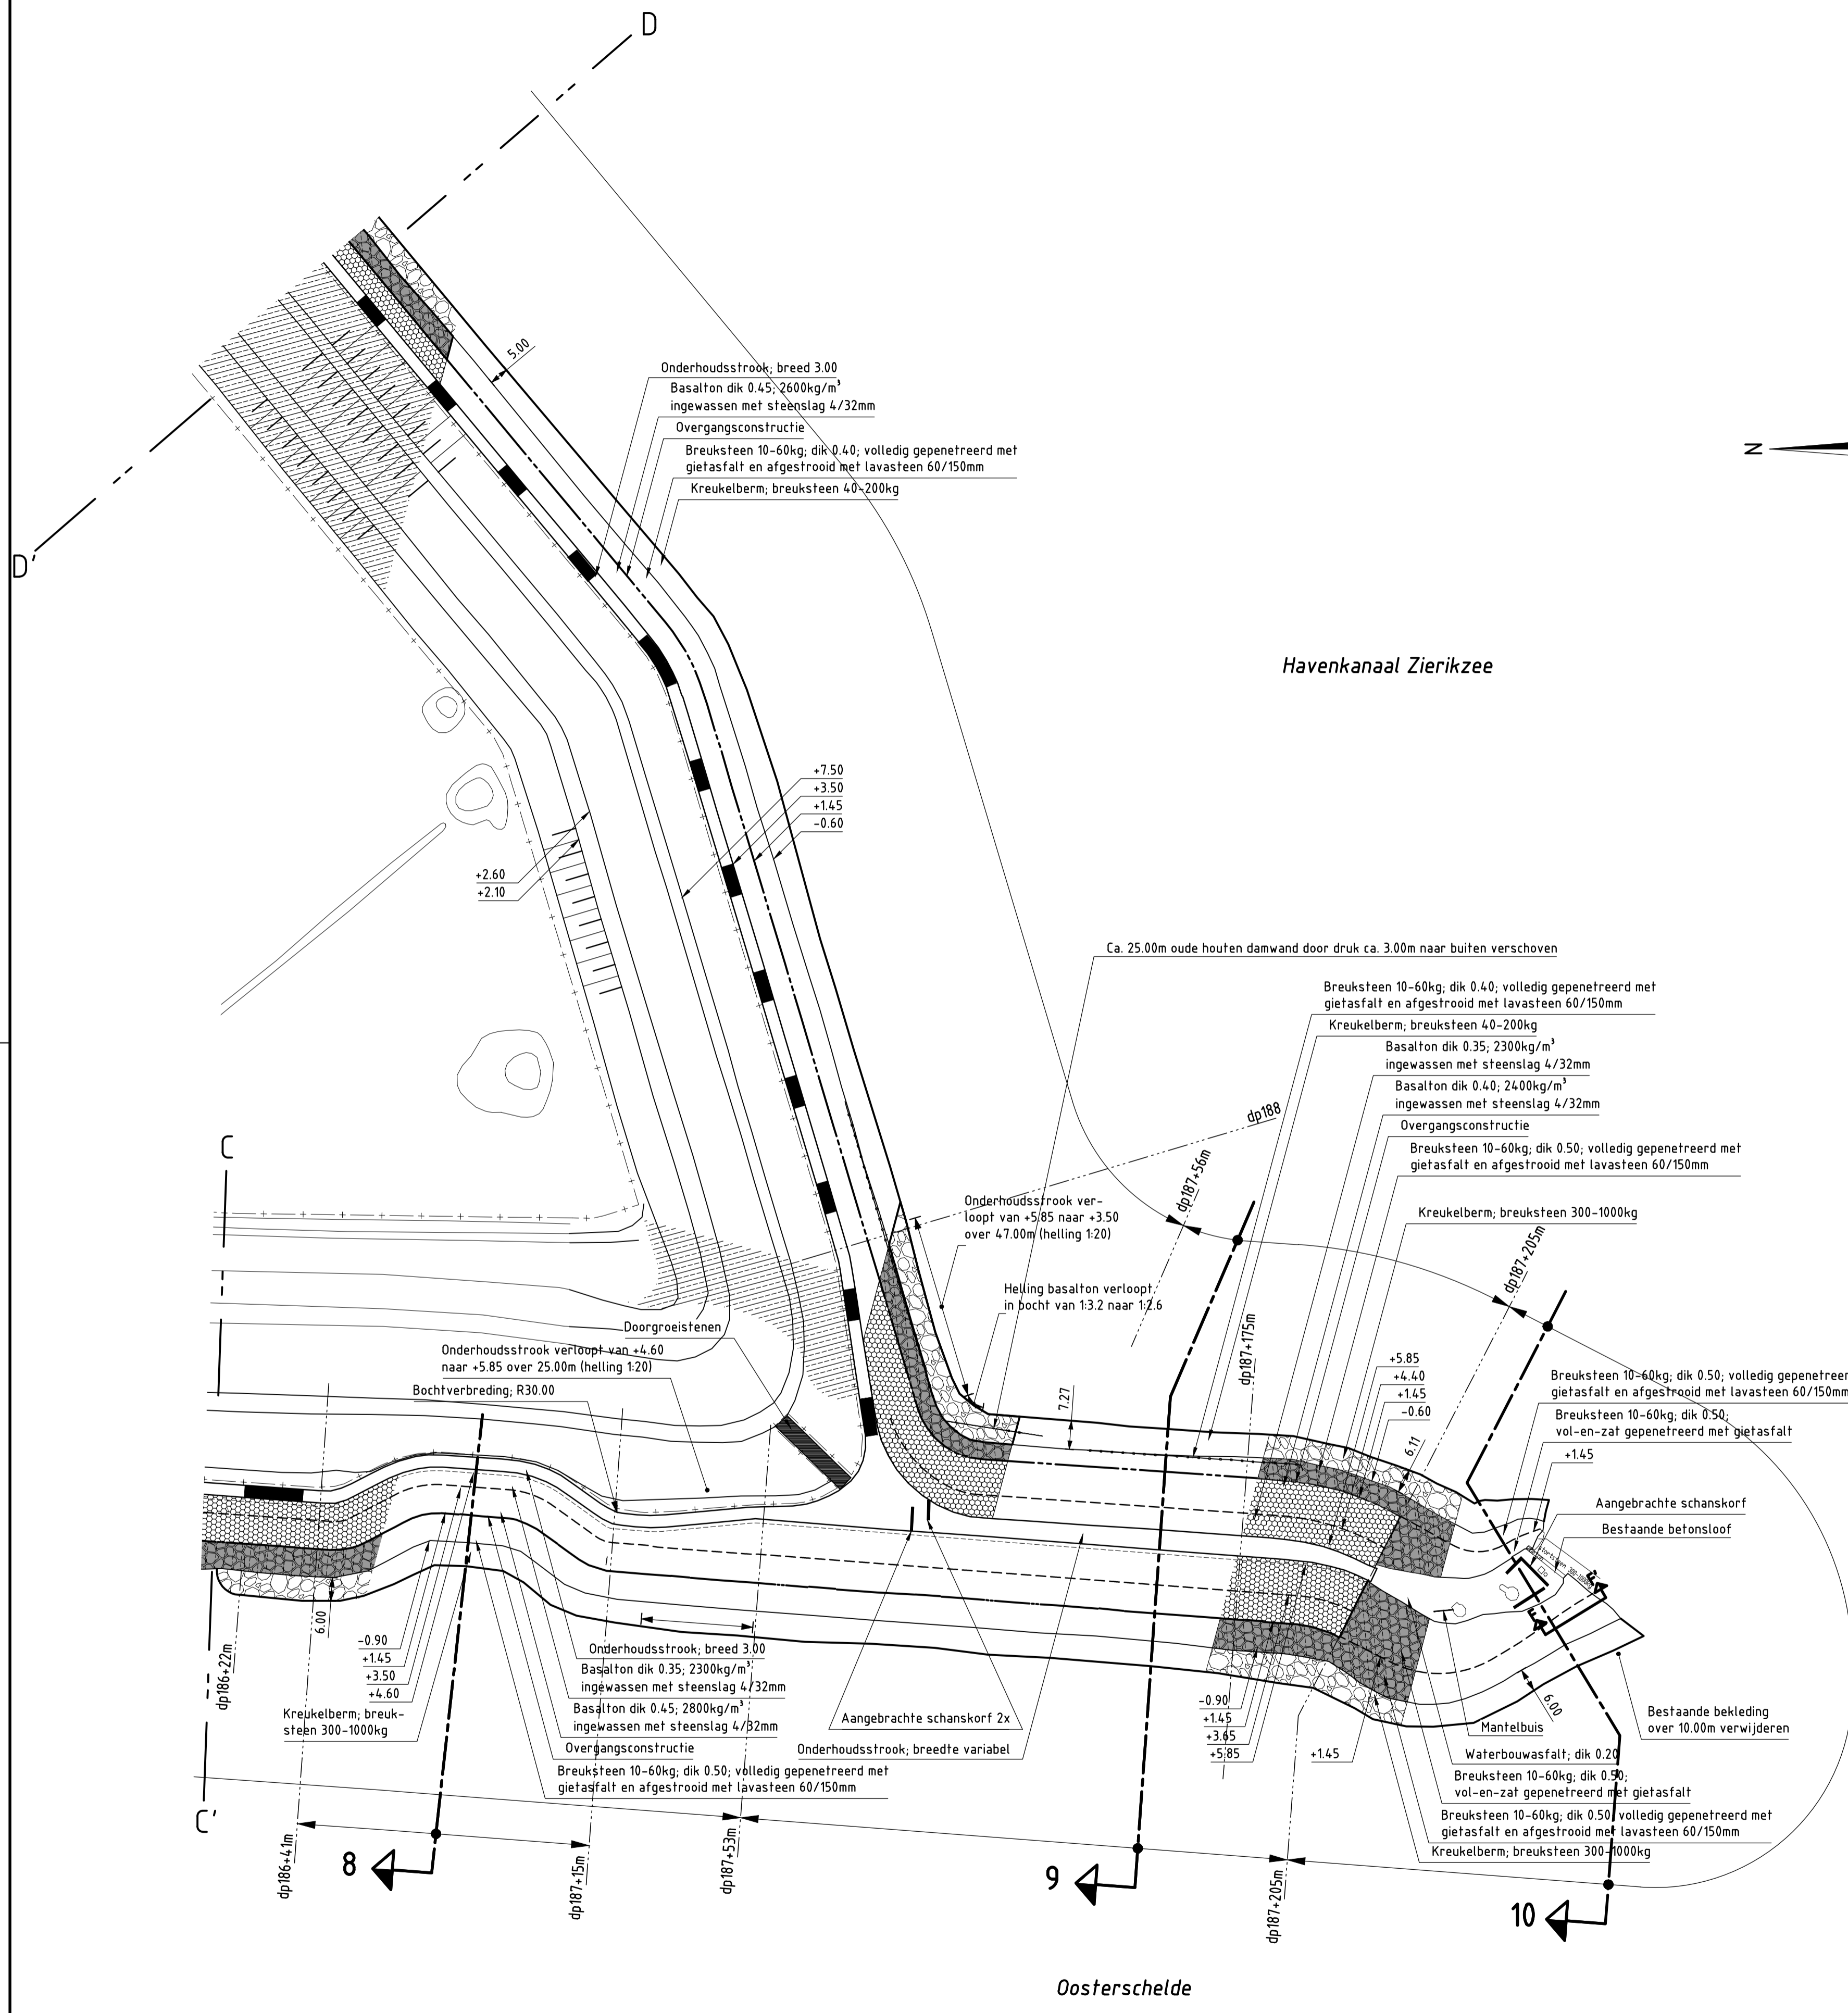 D
D'
5.00
Onderhoudsstrook; breed 3.00
Basalton dik 0.45; 2600kg/m³
ingewassen met steenslag 4/32mm
Overgangsconstructie
Breuksteen 10-60kg; dik 0.40; volledig gepenetreerd met
gietasfalt en afgestrooid met lavasteen 60/150mm
Kreukelberm; breuksteen 40-200kg
N
Havenkanaal Zierikzee
+7.50
+3.50
+1.45
-0.60
+2.60
+2.10
Ca. 25.00m oude houten damwand door druk ca. 3.00m naar buiten verschoven
Breuksteen 10-60kg; dik 0.40; volledig gepenetreerd met
gietasfalt en afgestrooid met lavasteen 60/150mm
Kreukelberm; breuksteen 40-200kg
Basalton dik 0.35; 2300kg/m³
ingewassen met steenslag 4/32mm
Basalton dik 0.40; 2400kg/m³
ingewassen met steenslag 4/32mm
Overgangsconstructie
Breuksteen 10-60kg; dik 0.50; volledig gepenetreerd met
gietasfalt en afgestrooid met lavasteen 60/150mm
Kreukelberm; breuksteen 300-1000kg
dp188
dp187+56m
dp187+205m
dp187+175m
C
Onderhoudsstrook ver-
loopt van +5.85 naar +3.50
over 47.00m (helling 1:20)
Helling basalton verloopt
in bocht van 1:3.2 naar 1:2.6
Doorgroeistenen
Onderhoudsstrook verloopt van +4.60
naar +5.85 over 25.00m (helling 1:20)
Bochtverbreding; R30.00
7.27
+5.85
+4.40
+1.45
-0.60
6.11
Breuksteen 10-60kg; dik 0.50; volledig gepenetreer
gietasfalt en afgestrooid met lavasteen 60/150mm
Breuksteen 10-60kg; dik 0.50;
vol-en-zat gepenetreerd met gietasfalt
+1.45
Aangebrachte schanskorf
Bestaande betonsloof
6.00
dp186+22m
-0.90
+1.45
+3.50
+4.60
Kreukelberm; breuk-
steen 300-1000kg
Onderhoudsstrook; breed 3.00
Basalton dik 0.35; 2300kg/m³
ingewassen met steenslag 4/32mm
Basalton dik 0.45; 2800kg/m³
ingewassen met steenslag 4/32mm
Overgangsconstructie
Breuksteen 10-60kg; dik 0.50; volledig gepenetreerd met
gietasfalt en afgestrooid met lavasteen 60/150mm
Aangebrachte schanskorf 2x
Onderhoudsstrook; breedte variabel
-0.90
+1.45
+3.65
+5.85
+1.45
6.00
Mantelbuis
Waterbouwasfalt; dik 0.20
Breuksteen 10-60kg; dik 0.50;
vol-en-zat gepenetreerd met gietasfalt
Breuksteen 10-60kg; dik 0.50; volledig gepenetreerd met
gietasfalt en afgestrooid met lavasteen 60/150mm
Kreukelberm; breuksteen 300-1000kg
Bestaande bekleding
over 10.00m verwijderen
C'
dp186+41m
8
dp187+15m
dp187+53m
9
dp187+205m
10
Oosterschelde